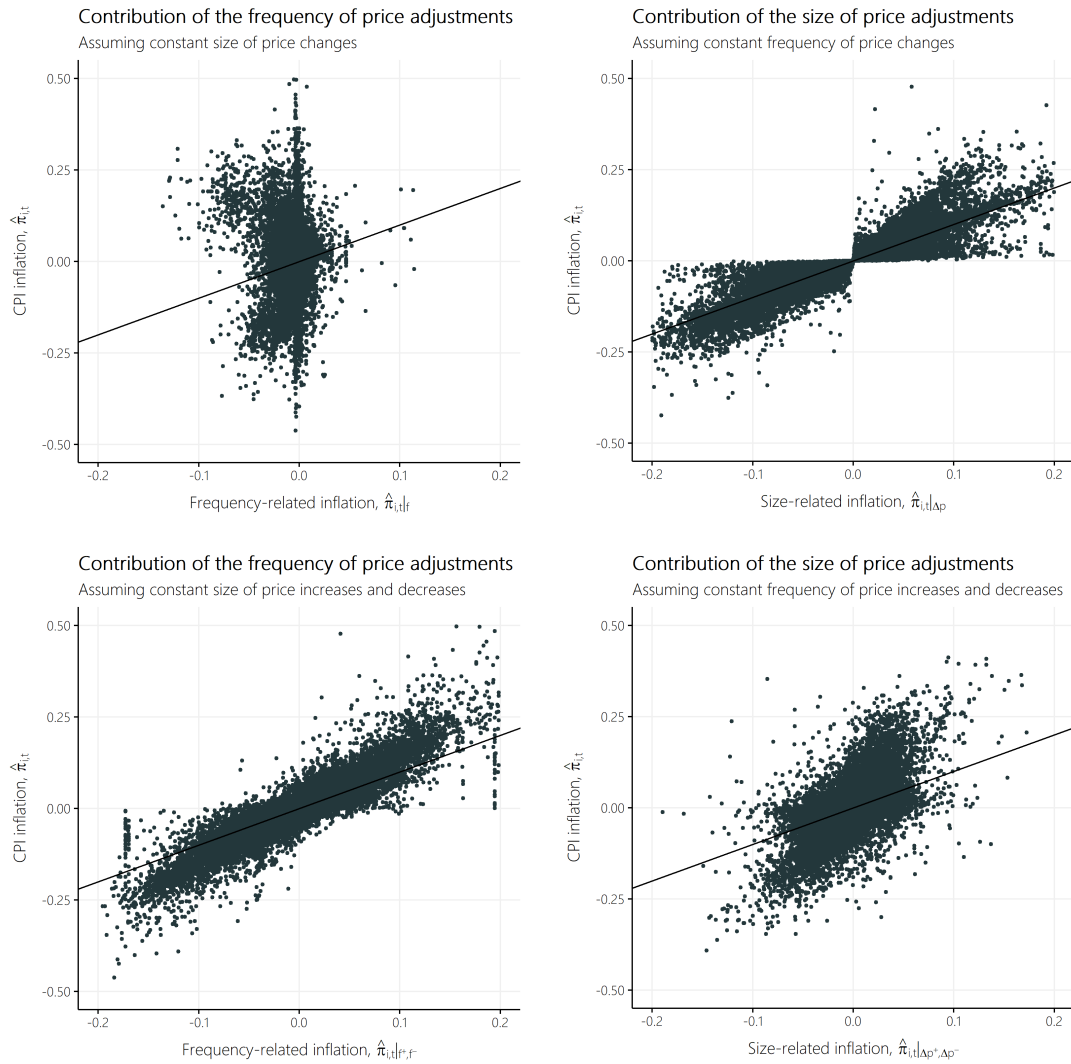 Contribution of the frequency of price adjustments
Assuming constant size of price changes
CPI inflation, π̂i,t
0.50
0.25
0.00
-0.25
-0.50
-0.2
-0.1
0.0
0.1
0.2
Frequency-related inflation, π̂i,t|f
Contribution of the size of price adjustments
Assuming constant frequency of price changes
CPI inflation, π̂i,t
0.50
0.25
0.00
-0.25
-0.50
-0.2
-0.1
0.0
0.1
0.2
Size-related inflation, π̂i,t|Δp
Contribution of the frequency of price adjustments
Assuming constant size of price increases and decreases
CPI inflation, π̂i,t
0.50
0.25
0.00
-0.25
-0.50
-0.2
-0.1
0.0
0.1
0.2
Frequency-related inflation, π̂i,t|f⁺,f⁻
Contribution of the size of price adjustments
Assuming constant frequency of price increases and decreases
CPI inflation, π̂i,t
0.50
0.25
0.00
-0.25
-0.50
-0.2
-0.1
0.0
0.1
0.2
Size-related inflation, π̂i,t|Δp⁺,Δp⁻